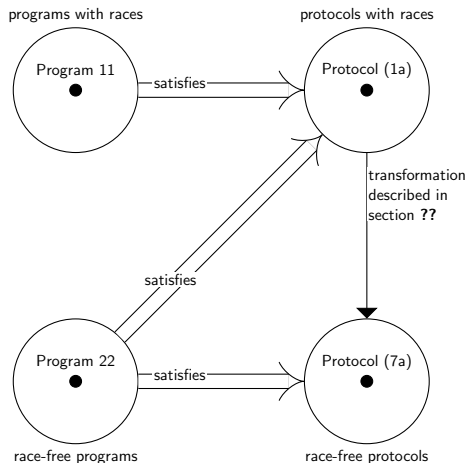 programs with races
protocols with races
Program 11
Protocol (1a)
satisfies
transformation
described in
section ??
satisfies
Program 22
Protocol (7a)
satisfies
race-free programs
race-free protocols